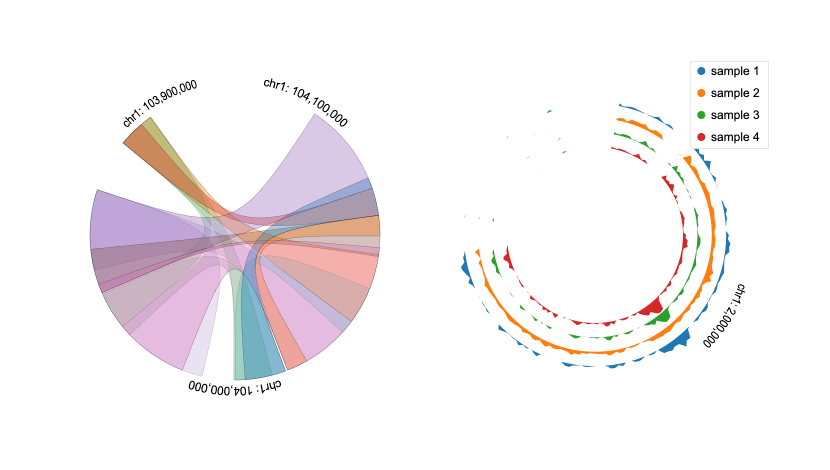 chr1: 103,900,000
chr1: 104,100,000
chr1: 104,000,000
sample 1
sample 2
sample 3
sample 4
chr1: 2,000,000